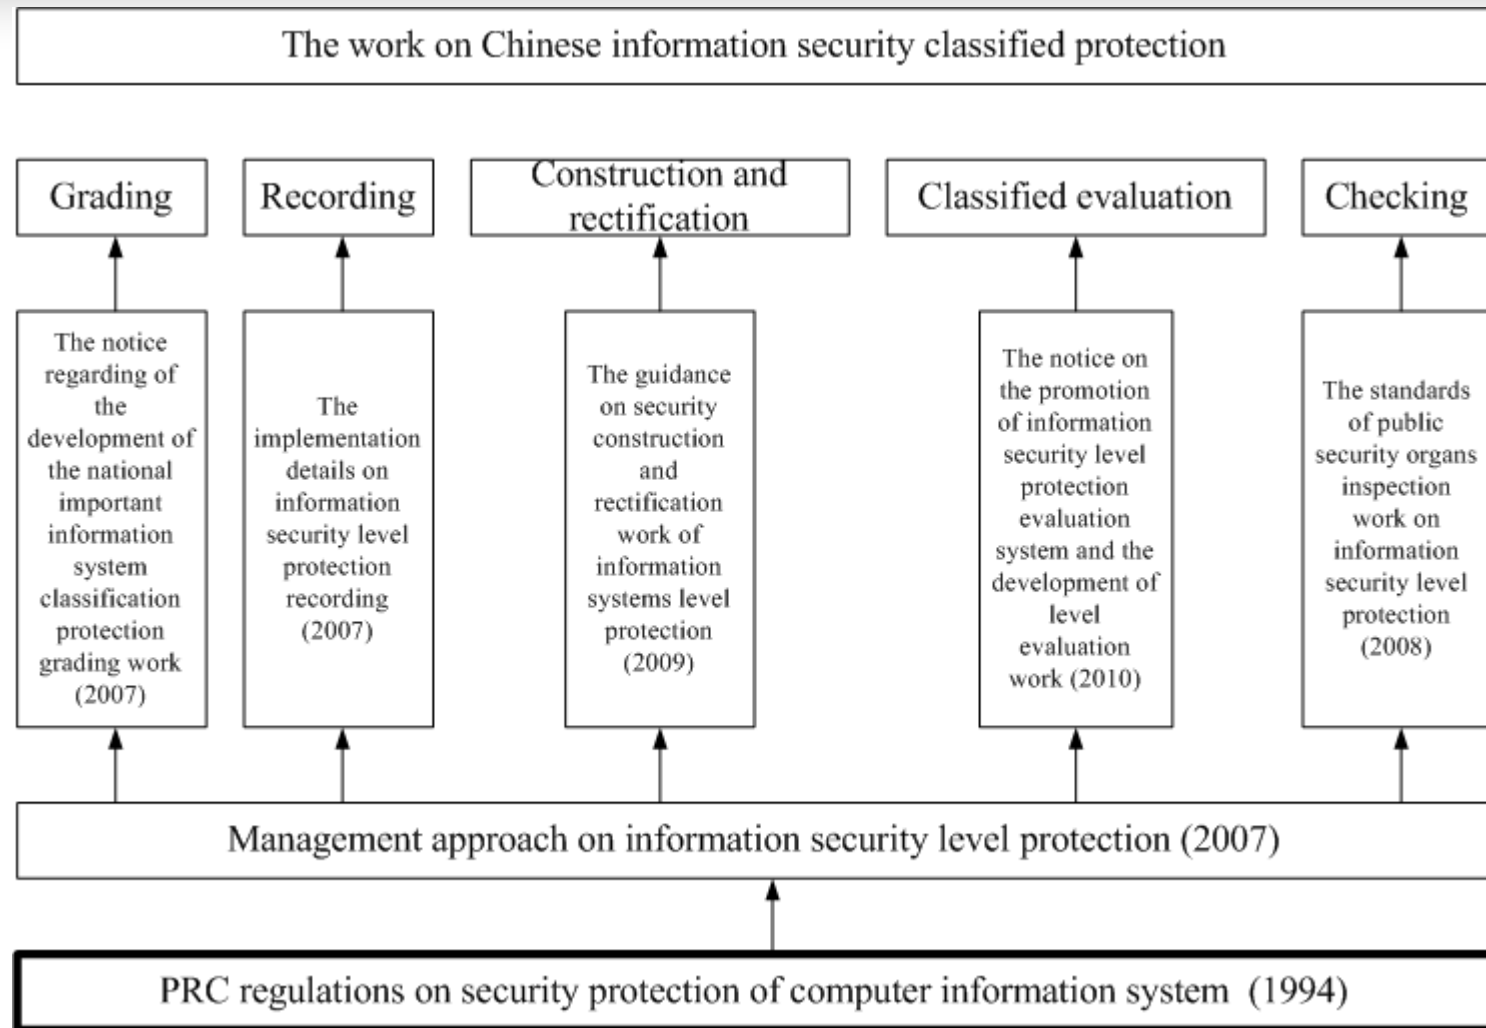 The work on Chinese information security classified protection
Grading
Recording
Construction and
rectification
Classified evaluation
Checking
The notice
regarding of
the
development of
the national
important
information
system
classification
protection
grading work
(2007)
The
implementation
details on
information
security level
protection
recording
(2007)
The guidance
on security
construction
and
rectification
work of
information
systems level
protection
(2009)
The notice on
the promotion
of information
security level
protection
evaluation
system and the
development of
level
evaluation
work (2010)
The standards
of public
security organs
inspection
work on
information
security level
protection
(2008)
Management approach on information security level protection (2007)
PRC regulations on security protection of computer information system (1994)